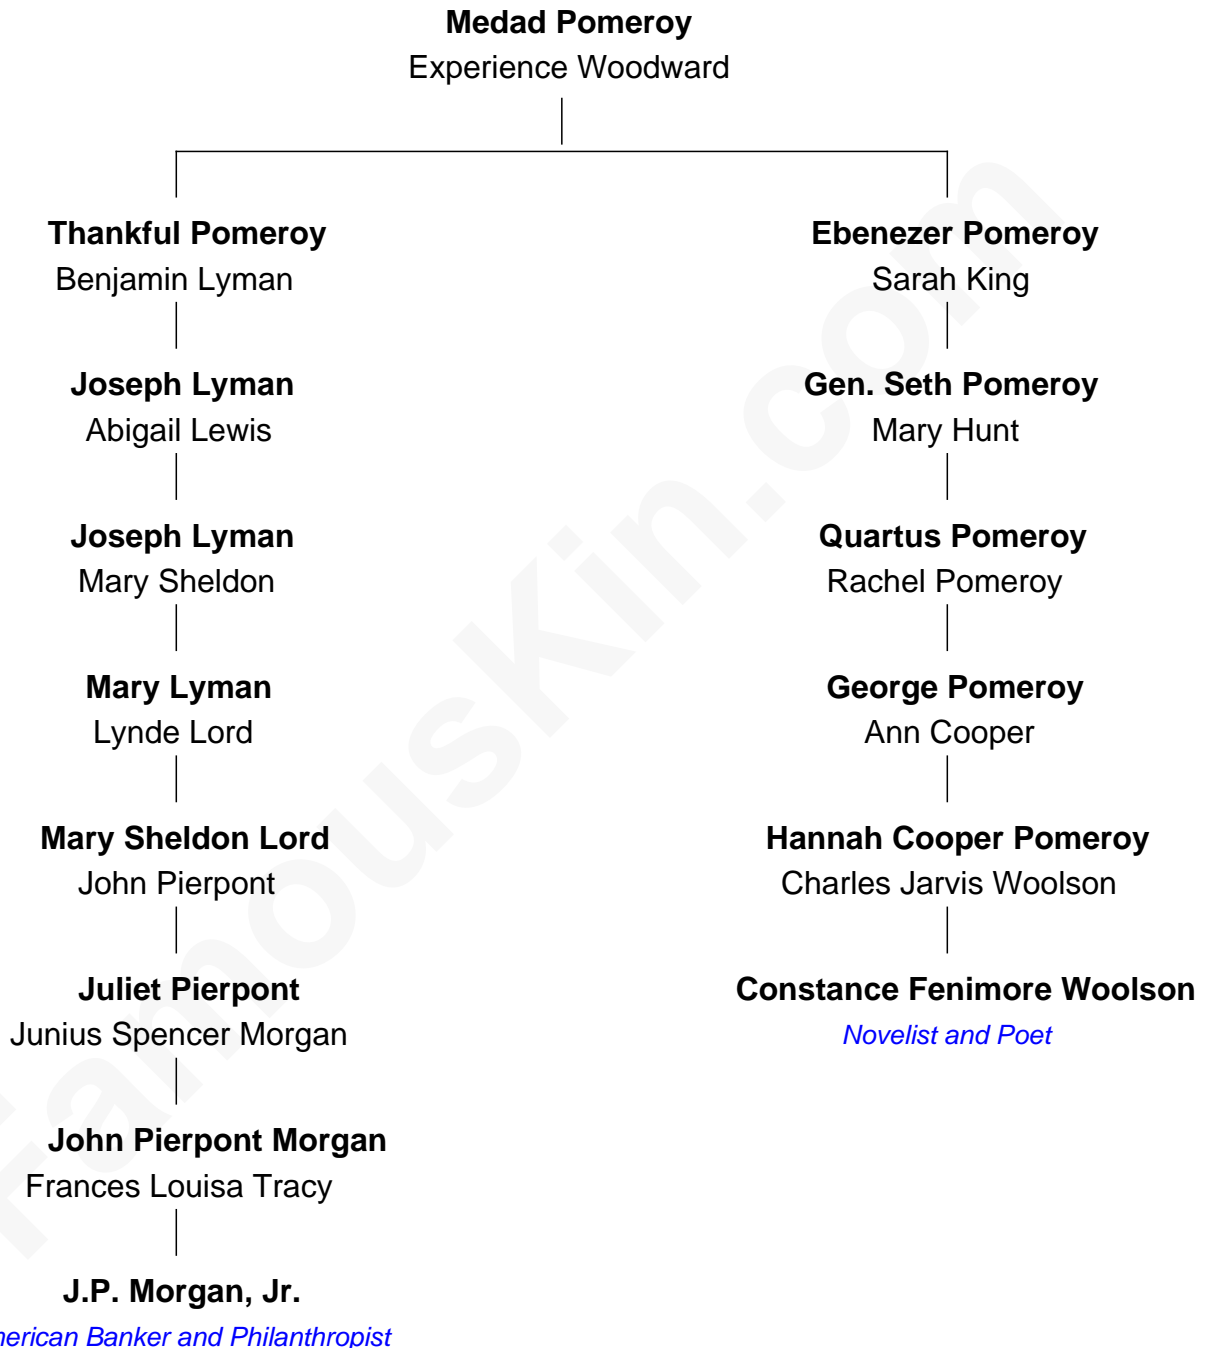 Medad Pomeroy
Experience Woodward
Thankful Pomeroy
Benjamin Lyman
Ebenezer Pomeroy
Sarah King
Joseph Lyman
Abigail Lewis
Gen. Seth Pomeroy
Mary Hunt
Joseph Lyman
Mary Sheldon
Quartus Pomeroy
Rachel Pomeroy
Mary Lyman
Lynde Lord
George Pomeroy
Ann Cooper
Mary Sheldon Lord
John Pierpont
Hannah Cooper Pomeroy
Charles Jarvis Woolson
Juliet Pierpont
Junius Spencer Morgan
Constance Fenimore Woolson
Novelist and Poet
John Pierpont Morgan
Frances Louisa Tracy
J.P. Morgan, Jr.
merican Banker and Philanthropist
FamousKin.com